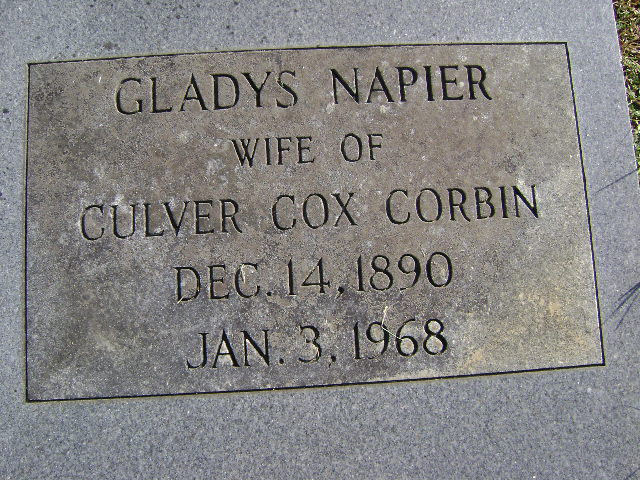 GLADYS NAPIER
WIFE OF
CULVER COX CORBIN
DEC. 14, 1890
JAN. 3, 1968